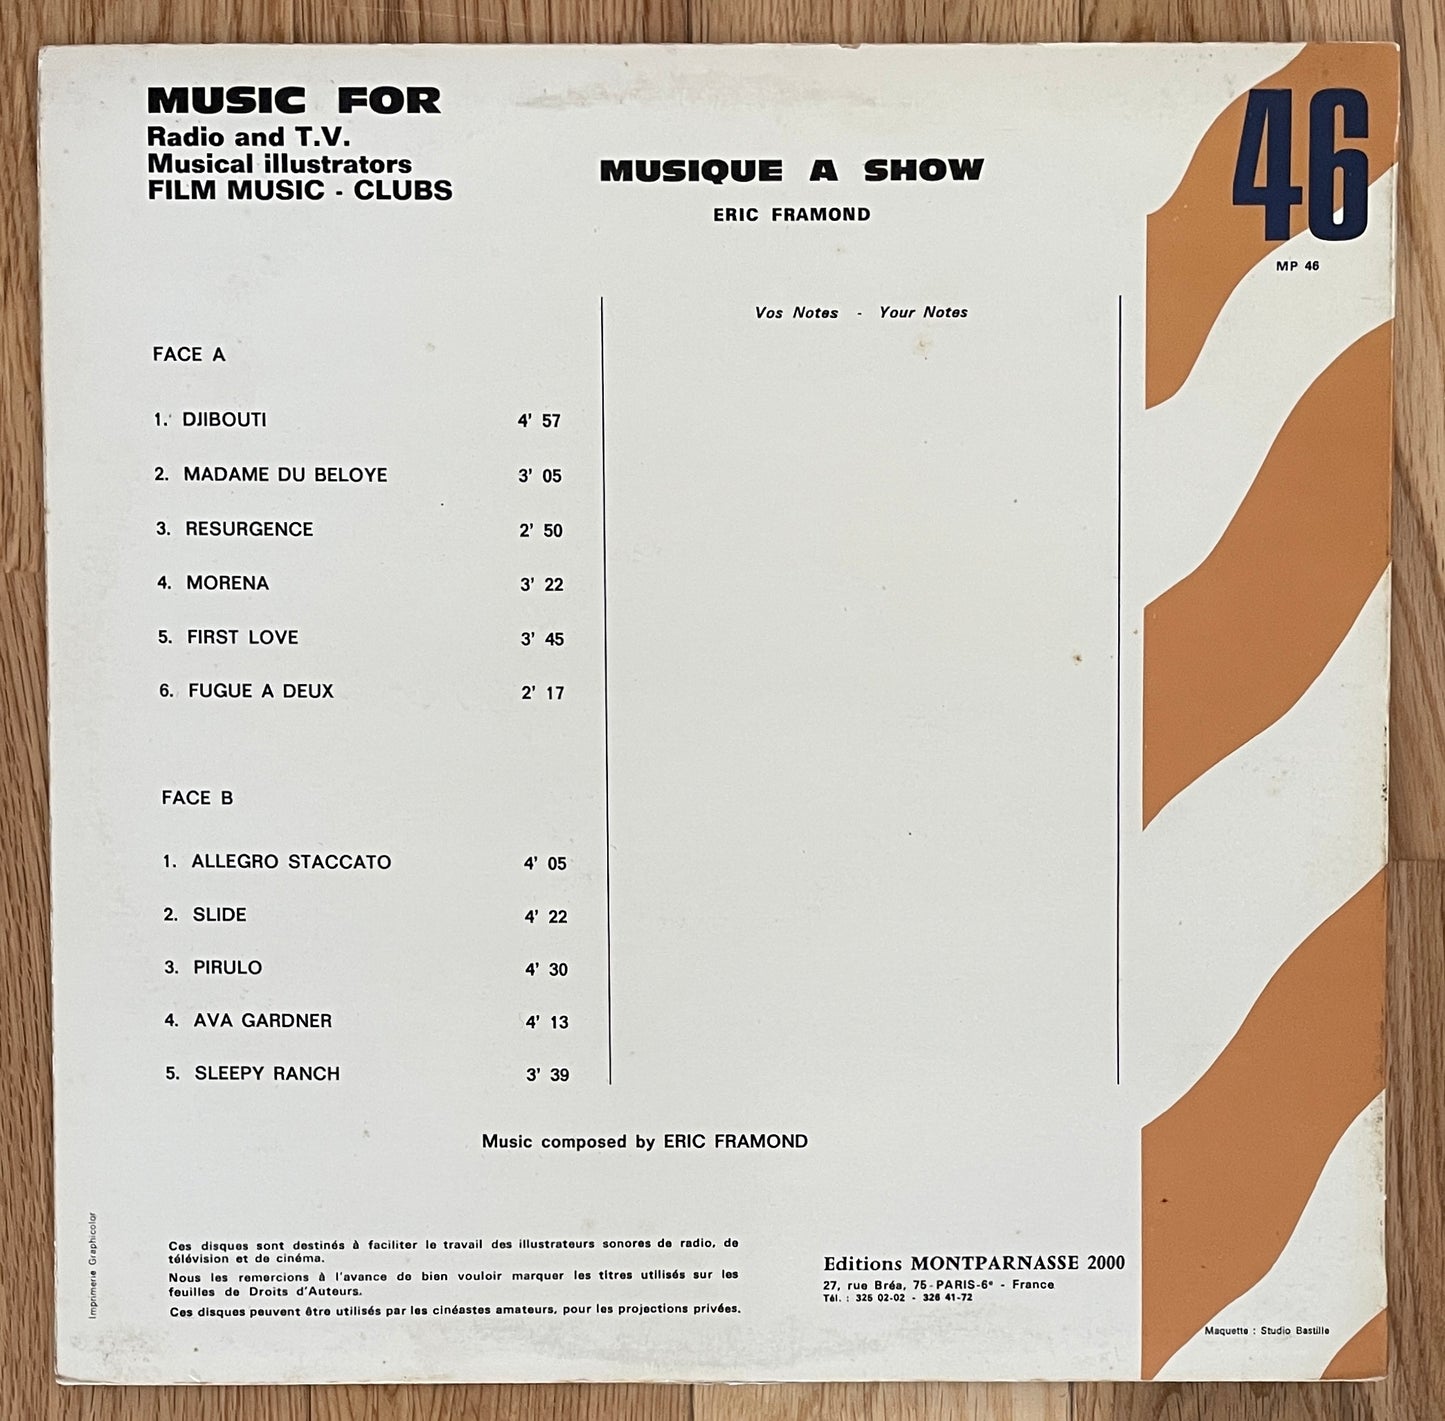 MUSIC FOR
Radio and T.V.
Musical illustrators
FILM MUSIC - CLUBS
MUSIQUE A SHOW
ERIC FRAMOND
46
MP 46
Vos Notes - Your Notes
FACE A
1. DJIBOUTI 4' 57
2. MADAME DU BELOYE 3' 05
3. RESURGENCE 2' 50
4. MORENA 3' 22
5. FIRST LOVE 3' 45
6. FUGUE A DEUX 2' 17
FACE B
1. ALLEGRO STACCATO 4' 05
2. SLIDE 4' 22
3. PIRULO 4' 30
4. AVA GARDNER 4' 13
5. SLEEPY RANCH 3' 39
Music composed by ERIC FRAMOND
Imprimerie Graphicolor
Ces disques sont destinés à faciliter le travail des illustrateurs sonores de radio, de
télévision et de cinéma.
Nous les remercions à l'avance de bien vouloir marquer les titres utilisés sur les
feuilles de Droits d'Auteurs.
Ces disques peuvent être utilisés par les cinéastes amateurs, pour les projections privées.
Editions MONTPARNASSE 2000
27, rue Bréa, 75 - PARIS-6e - France
Tél. : 325 02-02 - 326 41-72
Maquette : Studio Bastille